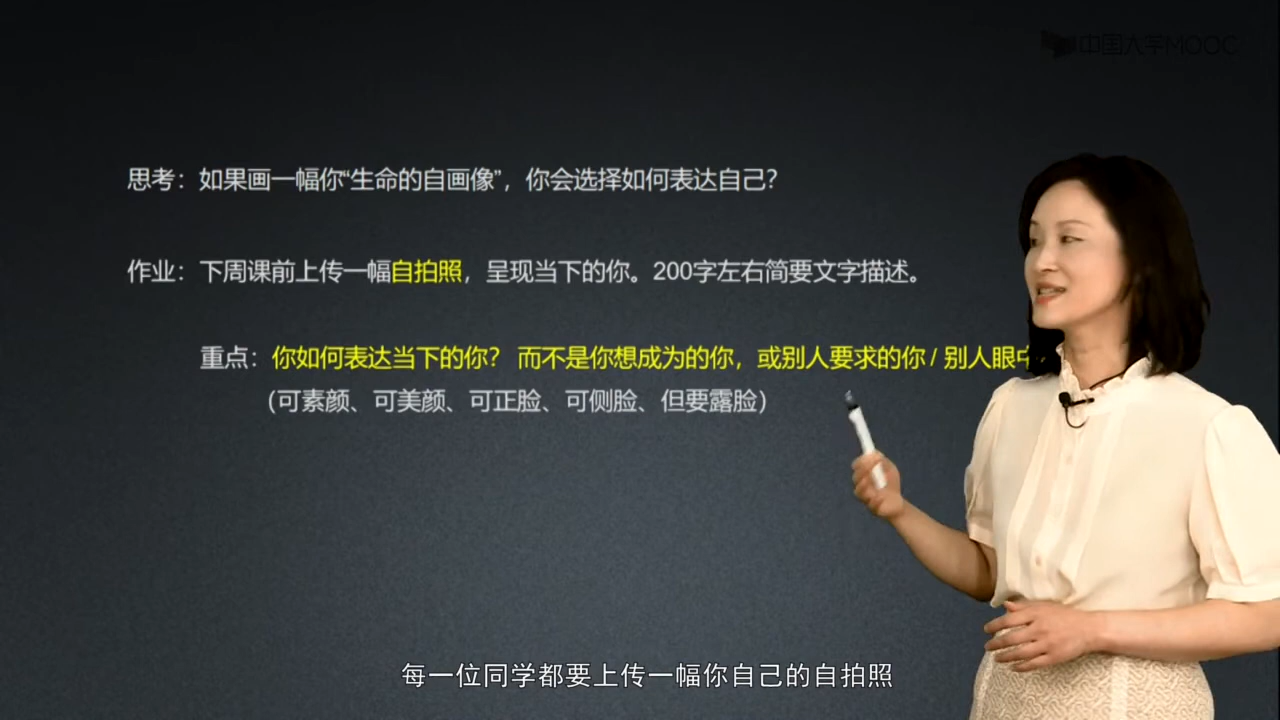 中国大学MOOC
思考：如果画一幅你“生命的自画像”，你会选择如何表达自己？
作业：下周课前上传一幅自拍照，呈现当下的你。200字左右简要文字描述。
重点：你如何表达当下的你？ 而不是你想成为的你，或别人要求的你 / 别人眼中
（可素颜、可美颜、可正脸、可侧脸、但要露脸）
每一位同学都要上传一幅你自己的自拍照